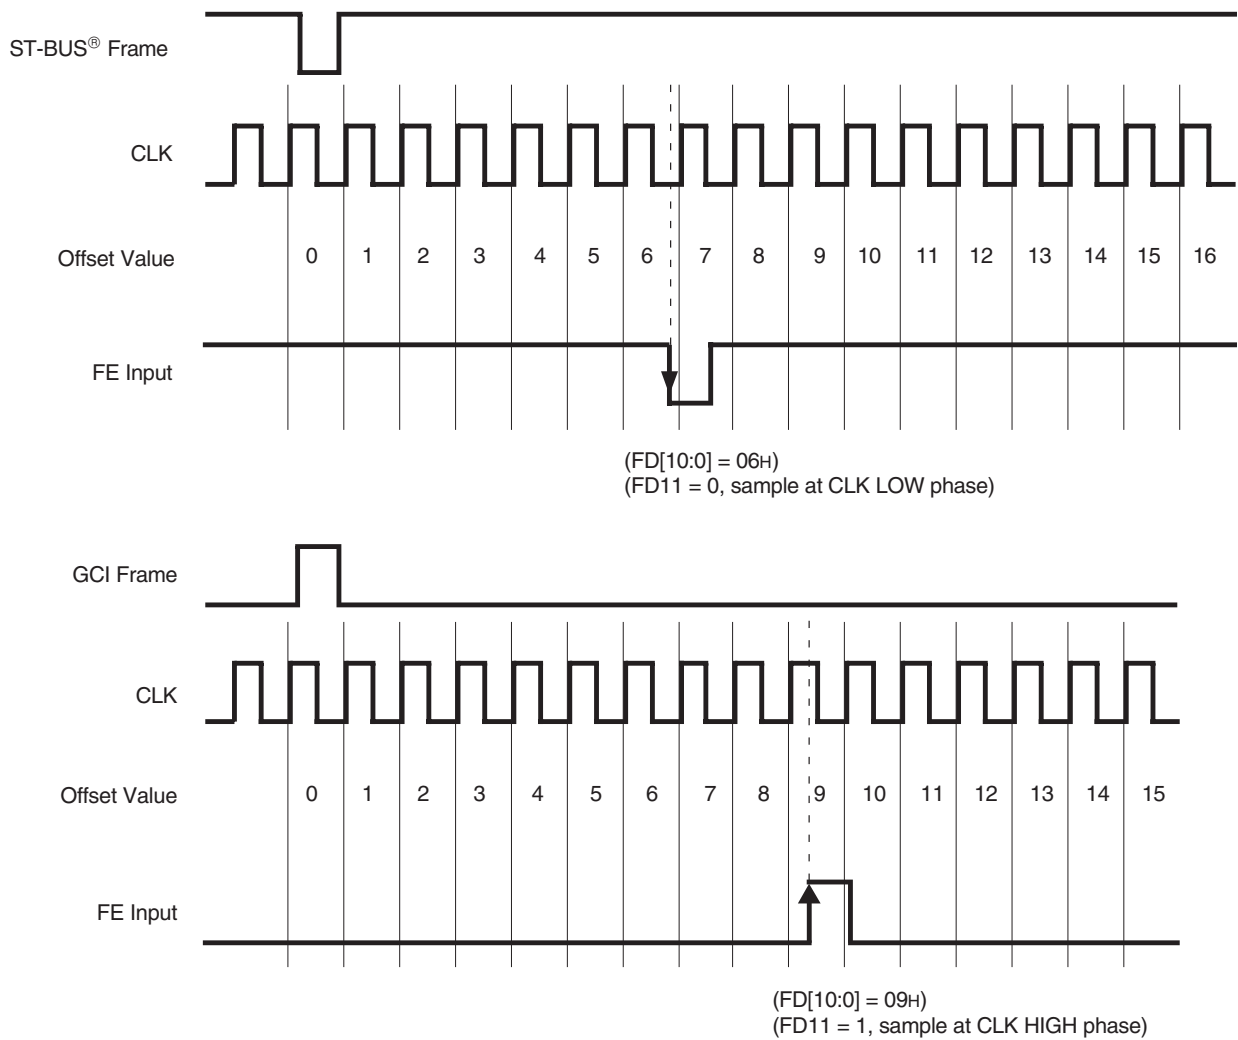 ST-BUS® Frame
CLK
Offset Value 0 1 2 3 4 5 6 7 8 9 10 11 12 13 14 15 16
FE Input
(FD[10:0] = 06H)
(FD11 = 0, sample at CLK LOW phase)
GCI Frame
CLK
Offset Value 0 1 2 3 4 5 6 7 8 9 10 11 12 13 14 15
FE Input
(FD[10:0] = 09H)
(FD11 = 1, sample at CLK HIGH phase)